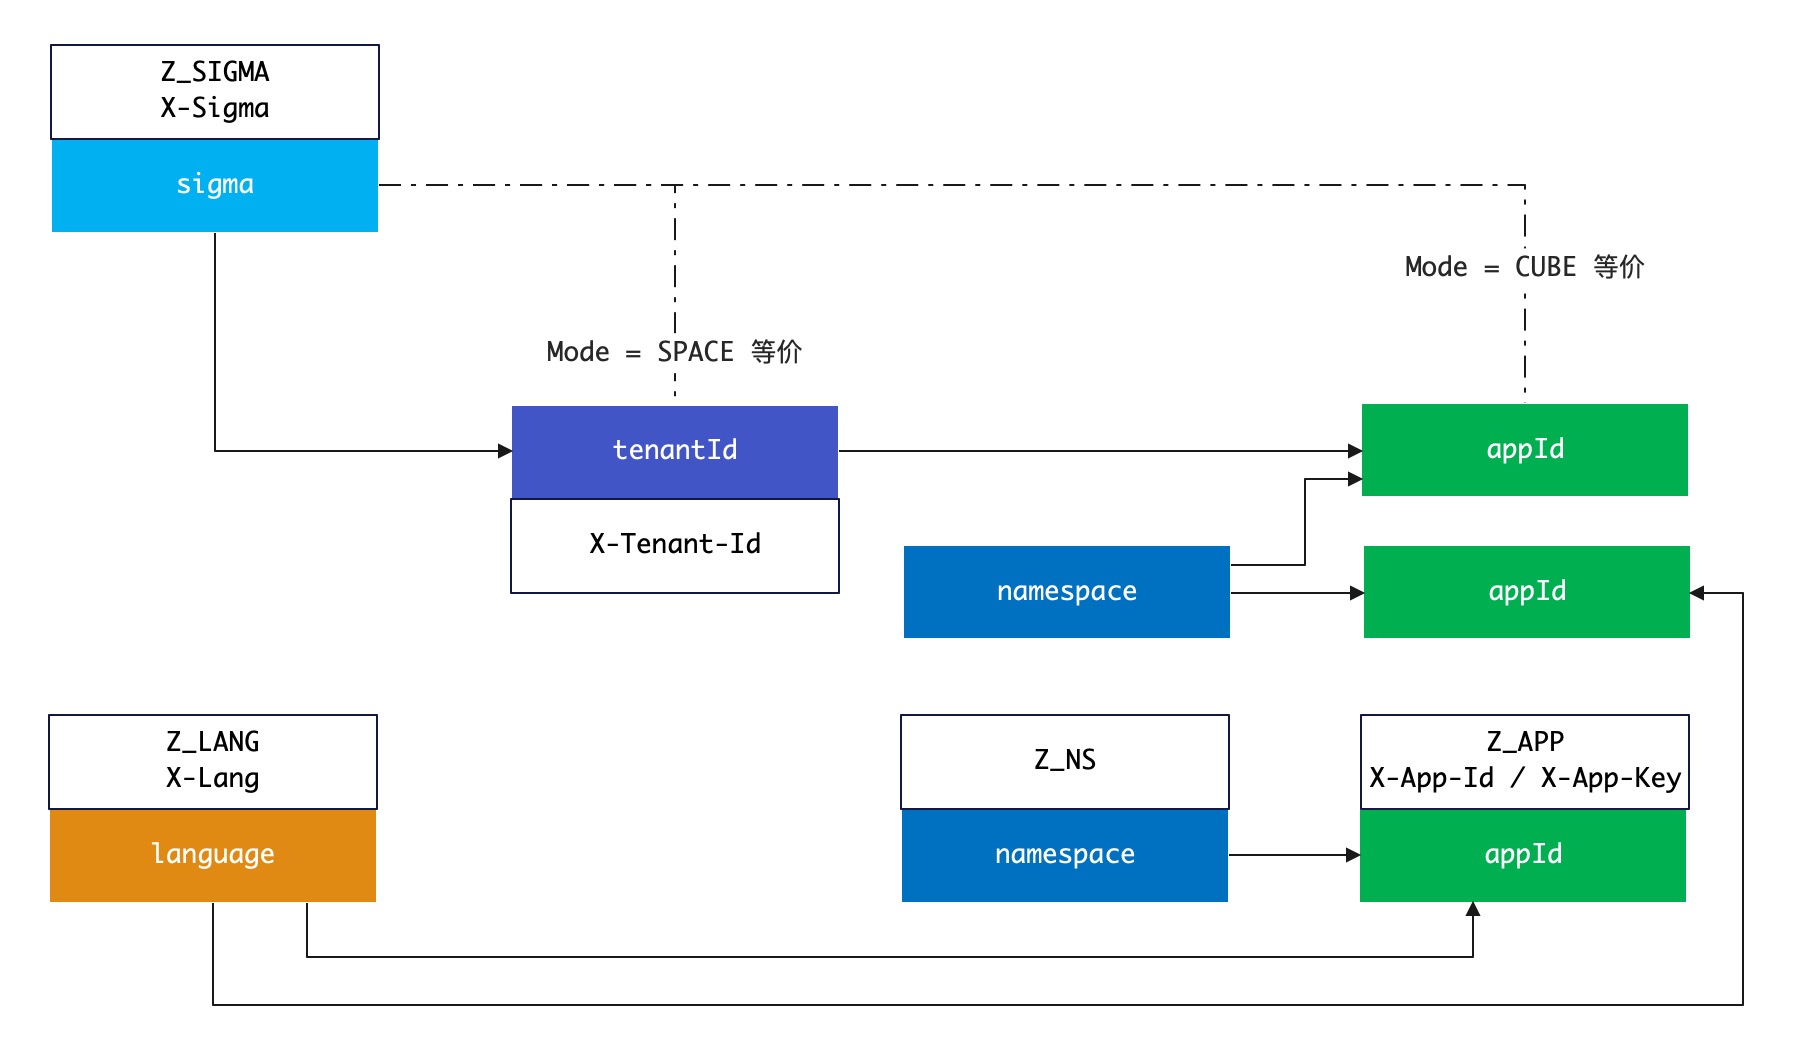 Z_SIGMA
X-Sigma
sigma
Mode = CUBE 等价
Mode = SPACE 等价
tenantId
appId
X-Tenant-Id
namespace
appId
Z_LANG
X-Lang
language
Z_NS
namespace
Z_APP
X-App-Id / X-App-Key
appId